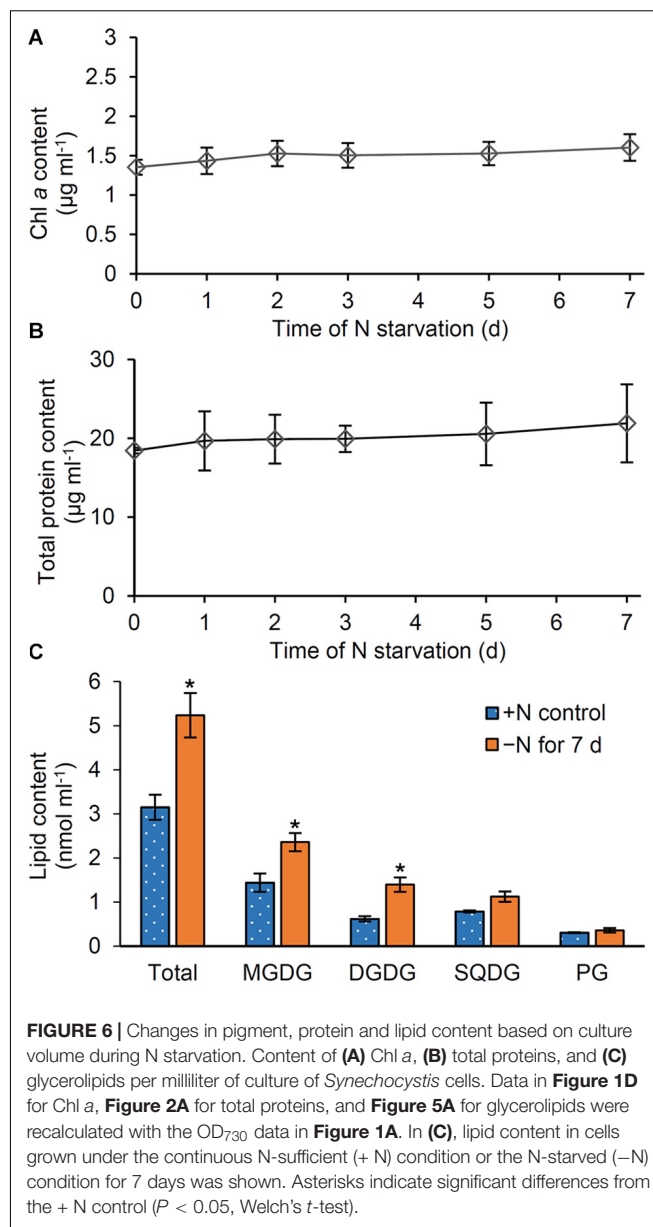 A
3
2.5
2
1.5
1
0.5
0
Chl a content
(µg ml-1)
0 1 2 3 4 5 6 7
Time of N starvation (d)
B
30
20
10
0
Total protein content
(µg ml-1)
0 1 2 3 4 5 6 7
Time of N starvation (d)
C
6
5
4
3
2
1
0
Lipid content
(nmol ml-1)
+N control
−N for 7 d
*
*
*
Total MGDG DGDG SQDG PG
FIGURE 6 | Changes in pigment, protein and lipid content based on culture
volume during N starvation. Content of (A) Chl a, (B) total proteins, and (C)
glycerolipids per milliliter of culture of Synechocystis cells. Data in Figure 1D
for Chl a, Figure 2A for total proteins, and Figure 5A for glycerolipids were
recalculated with the OD730 data in Figure 1A. In (C), lipid content in cells
grown under the continuous N-sufficient (+ N) condition or the N-starved (−N)
condition for 7 days was shown. Asterisks indicate significant differences from
the + N control (P < 0.05, Welch's t-test).